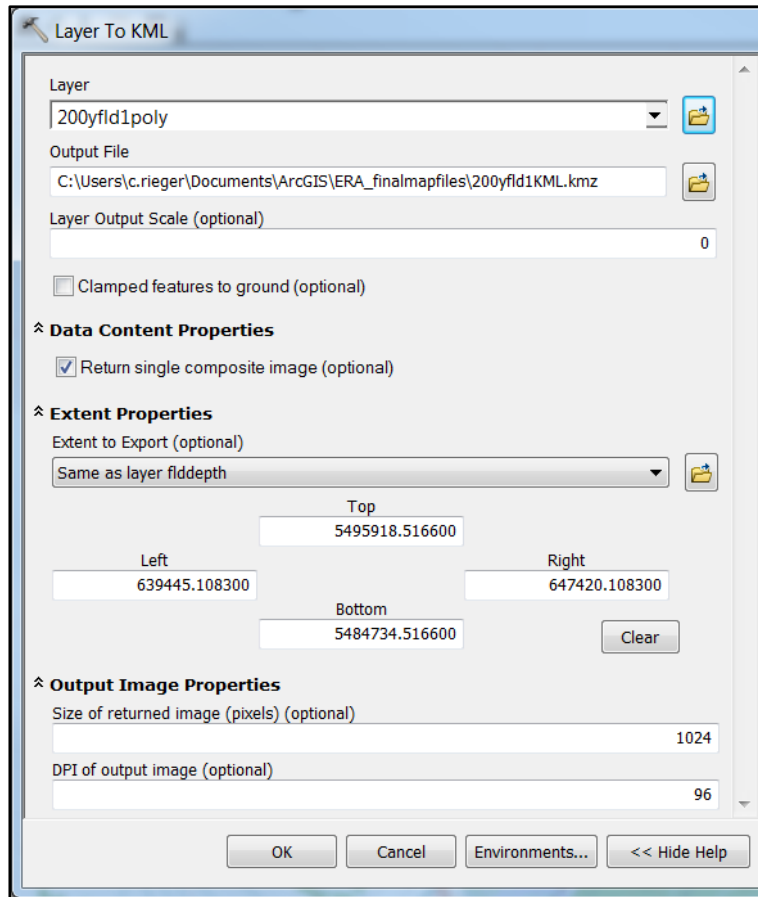 Layer To KML
Layer
200yfld1poly
Output File
C:\Users\c.rieger\Documents\ArcGIS\ERA_finalmapfiles\200yfld1KML.kmz
Layer Output Scale (optional)
0
Clamped features to ground (optional)
Data Content Properties
Return single composite image (optional)
Extent Properties
Extent to Export (optional)
Same as layer flddepth
Top
5495918.516600
Left
Right
639445.108300
647420.108300
Bottom
5484734.516600
Clear
Output Image Properties
Size of returned image (pixels) (optional)
1024
DPI of output image (optional)
96
OK
Cancel
Environments...
<< Hide Help